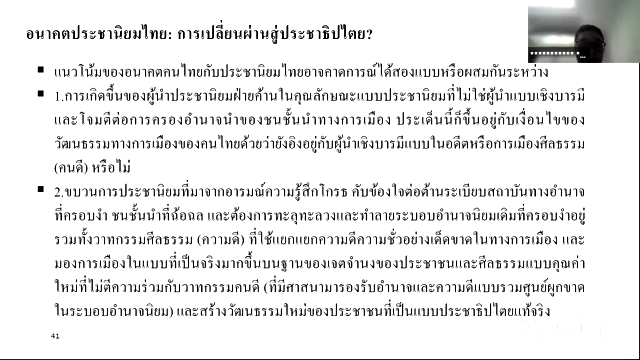 อนาคตประชานิยมไทย: การเปลี่ยนผ่านสู่ประชาธิปไตย?
▪ แนวโน้มของอนาคตคนไทยกับประชานิยมไทยอาจคาดการณ์ได้สองแบบหรือผสมกันระหว่าง
▪ 1.การเกิดขึ้นของผู้นำประชานิยมฝ่ายค้านในคุณลักษณะแบบประชานิยมที่ไม่ใช่ผู้นำแบบเชิงบารมี
และโจมตีต่อการครองอำนาจนำของชนชั้นนำทางการเมือง ประเด็นนี้ก็ขึ้นอยู่กับเงื่อนไขของ
วัฒนธรรมทางการเมืองของคนไทยด้วยว่ายังอิงอยู่กับผู้นำเชิงบารมีแบบในอดีตหรือการเมืองศีลธรรม
(คนดี) หรือไม่
▪ 2.ขบวนการประชานิยมที่มาจากอารมณ์ความรู้สึกโกรธ คับข้องใจต่อต้านระเบียบสถาบันทางอำนาจ
ที่ครอบงำ ชนชั้นนำที่ฉ้อฉล และต้องการทะลุทะลวงและทำลายระบอบอำนาจนิยมเดิมที่ครอบงำอยู่
รวมทั้งวาทกรรมศีลธรรม (ความดี) ที่ใช้แยกแยกความดีความชั่วอย่างเด็ดขาดในทางการเมือง และ
มองการเมืองในแบบที่เป็นจริงมากขึ้นบนฐานของเจตจำนงของประชาชนและศีลธรรมแบบคุณค่า
ใหม่ที่ไม่ตีความร่วมกับวาทกรรมคนดี (ที่มีศาสนามารองรับอำนาจและความดีแบบรวมศูนย์ผูกขาด
ในระบอบอำนาจนิยม) และสร้างวัฒนธรรมใหม่ของประชาชนที่เป็นแบบประชาธิปไตยแท้จริง
41